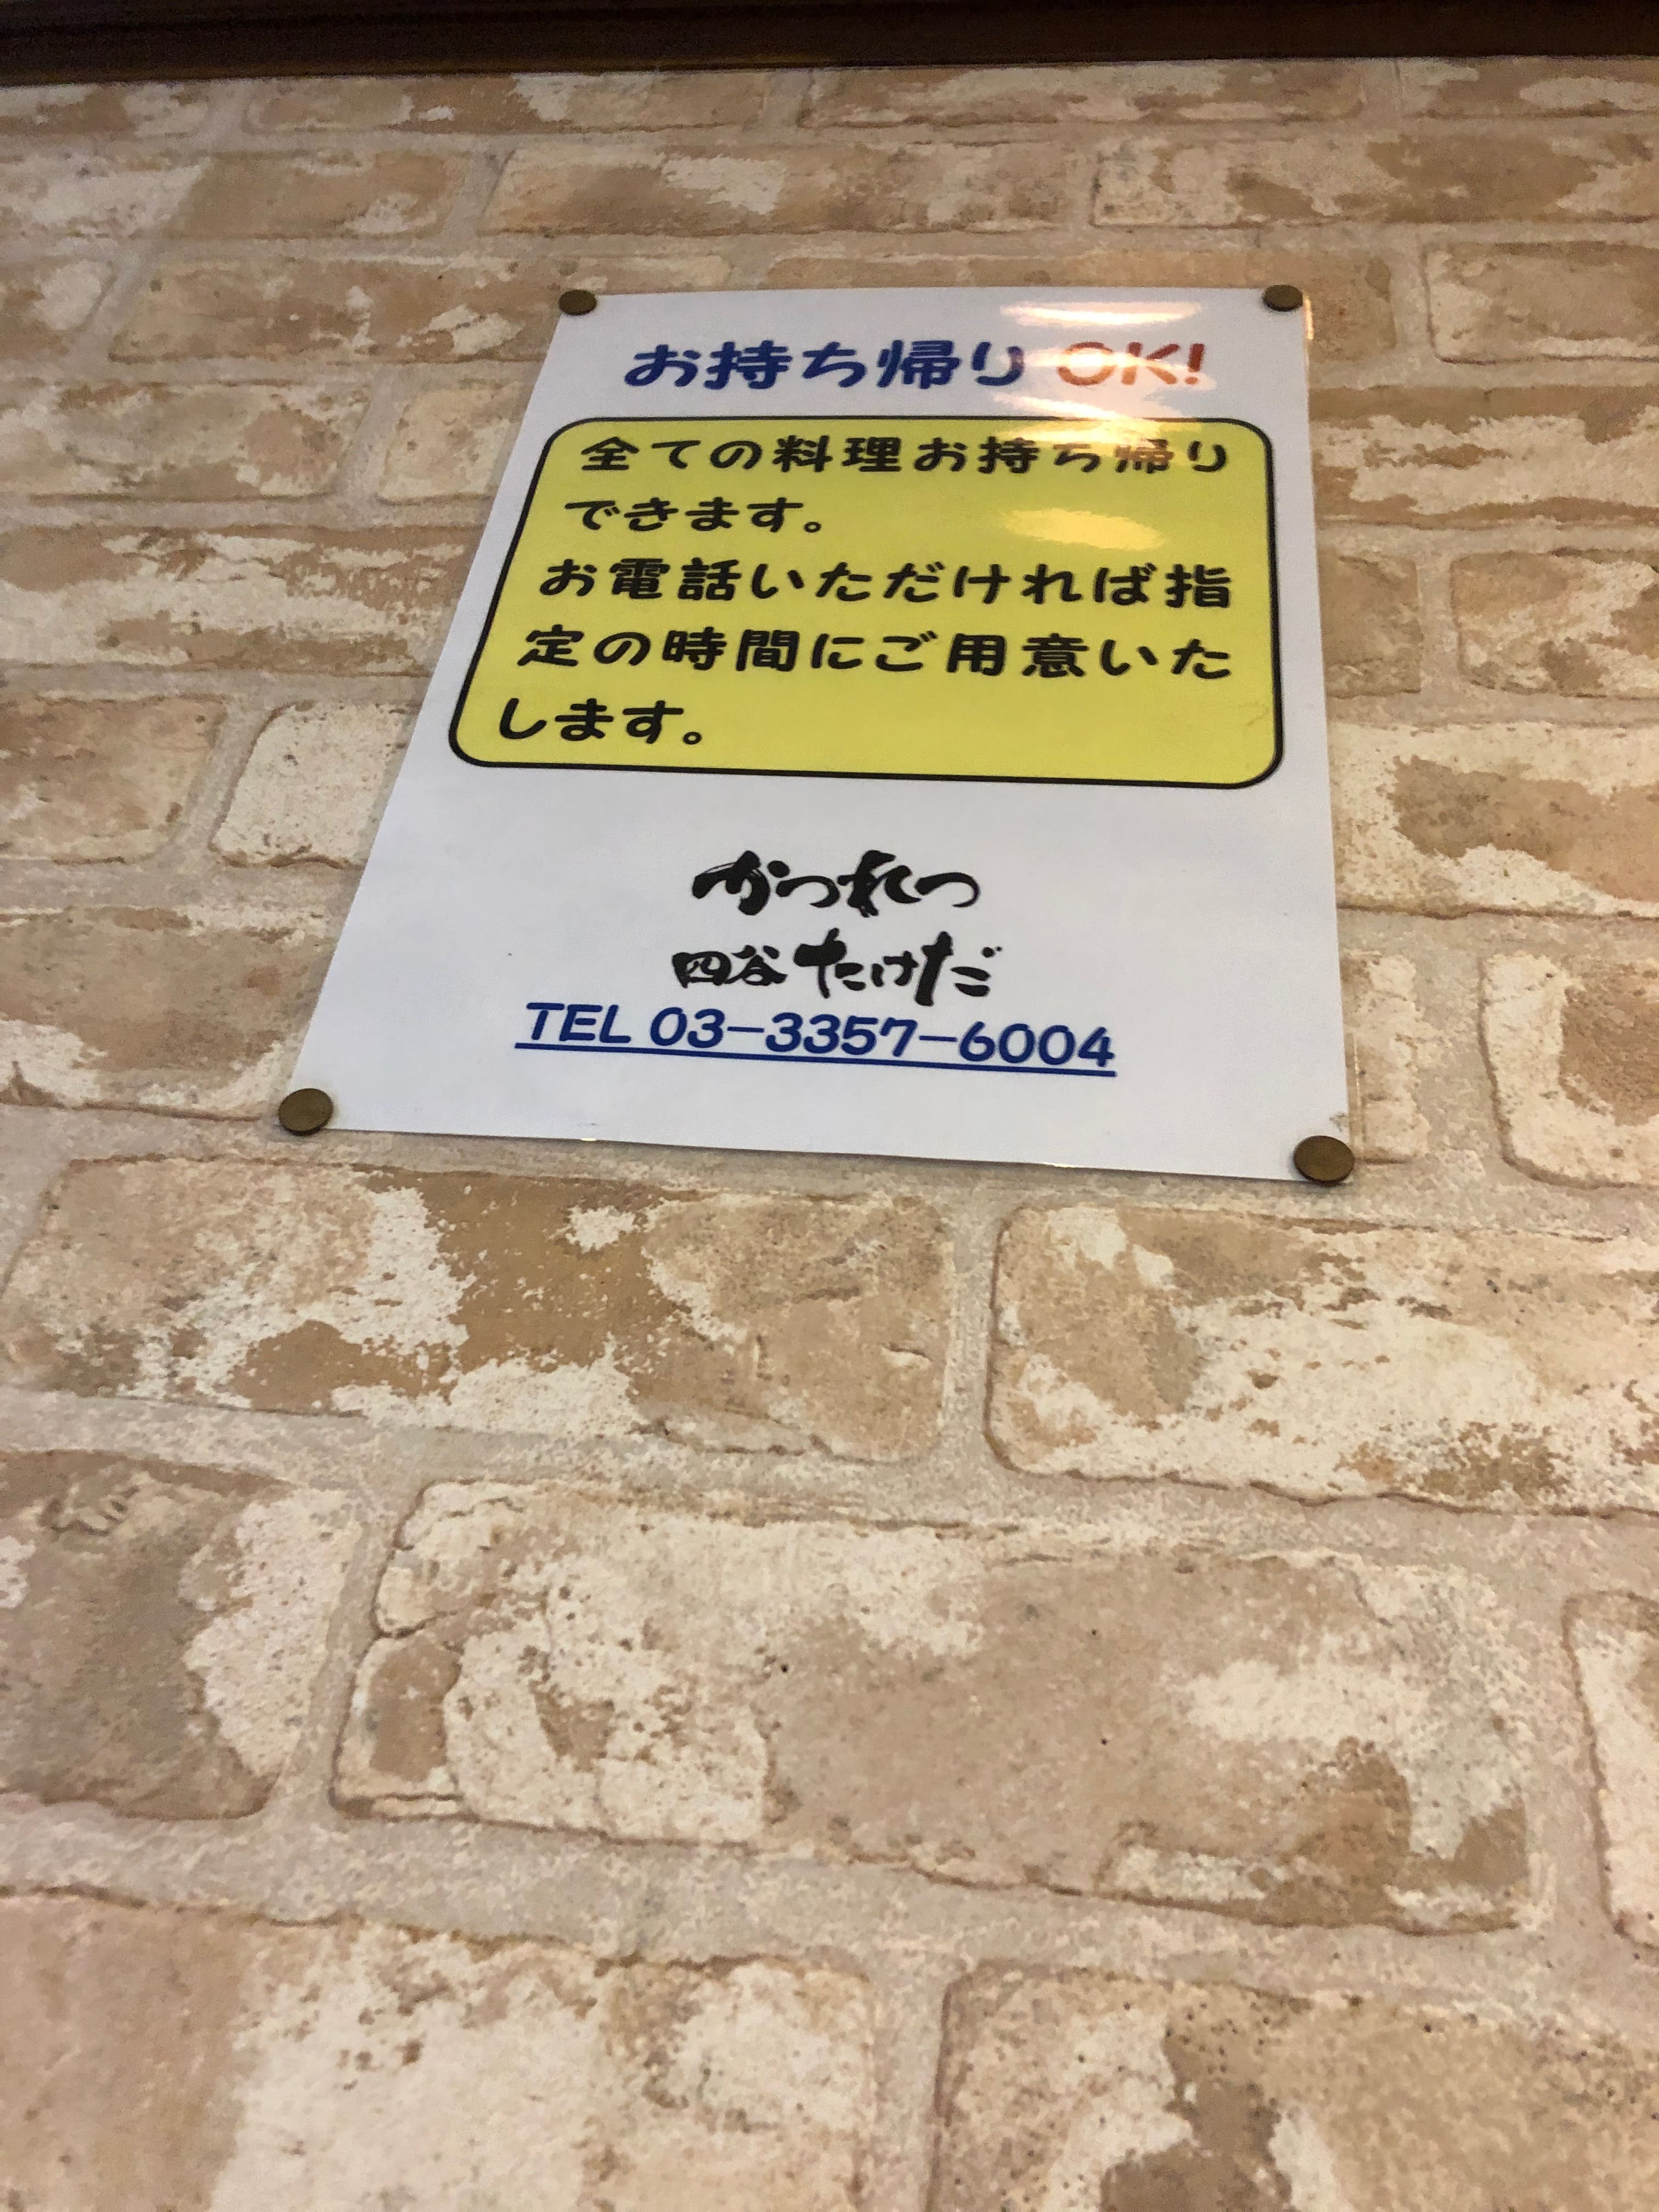 お持ち帰り OK!
全ての料理お持ち帰り
できます。
お電話いただければ指
定の時間にご用意いた
します。
かつれつ
四谷たけだ
TEL 03-3357-6004